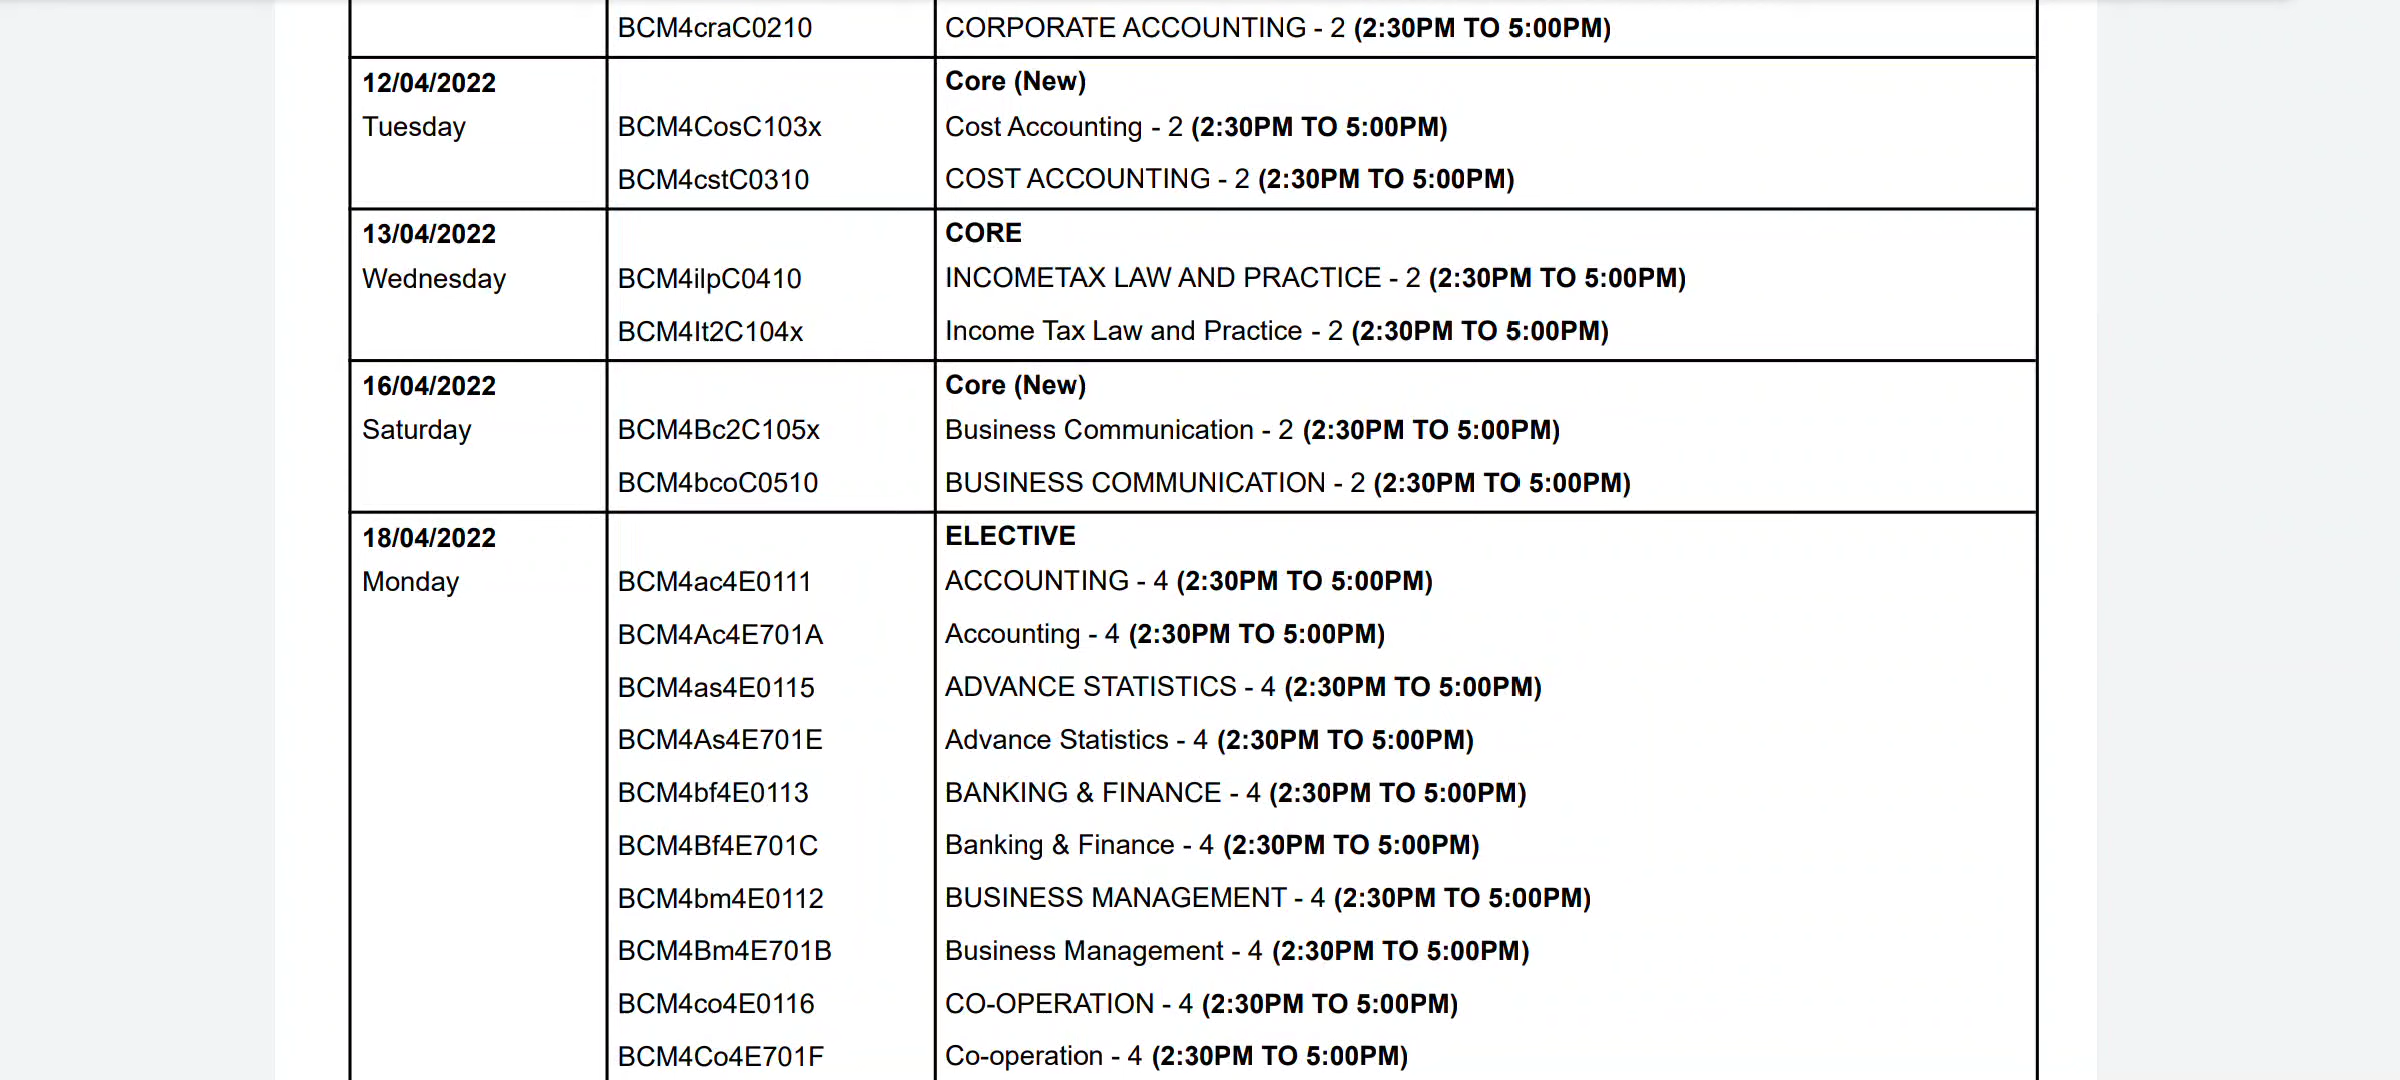 BCM4craC0210 CORPORATE ACCOUNTING - 2 (2:30PM TO 5:00PM)
12/04/2022 Core (New)
Tuesday BCM4CosC103x Cost Accounting - 2 (2:30PM TO 5:00PM)
BCM4cstC0310 COST ACCOUNTING - 2 (2:30PM TO 5:00PM)
13/04/2022 CORE
Wednesday BCM4ilpC0410 INCOMETAX LAW AND PRACTICE - 2 (2:30PM TO 5:00PM)
BCM4It2C104x Income Tax Law and Practice - 2 (2:30PM TO 5:00PM)
16/04/2022 Core (New)
Saturday BCM4Bc2C105x Business Communication - 2 (2:30PM TO 5:00PM)
BCM4bcoC0510 BUSINESS COMMUNICATION - 2 (2:30PM TO 5:00PM)
18/04/2022 ELECTIVE
Monday BCM4ac4E0111 ACCOUNTING - 4 (2:30PM TO 5:00PM)
BCM4Ac4E701A Accounting - 4 (2:30PM TO 5:00PM)
BCM4as4E0115 ADVANCE STATISTICS - 4 (2:30PM TO 5:00PM)
BCM4As4E701E Advance Statistics - 4 (2:30PM TO 5:00PM)
BCM4bf4E0113 BANKING & FINANCE - 4 (2:30PM TO 5:00PM)
BCM4Bf4E701C Banking & Finance - 4 (2:30PM TO 5:00PM)
BCM4bm4E0112 BUSINESS MANAGEMENT - 4 (2:30PM TO 5:00PM)
BCM4Bm4E701B Business Management - 4 (2:30PM TO 5:00PM)
BCM4co4E0116 CO-OPERATION - 4 (2:30PM TO 5:00PM)
BCM4Co4E701F Co-operation - 4 (2:30PM TO 5:00PM)